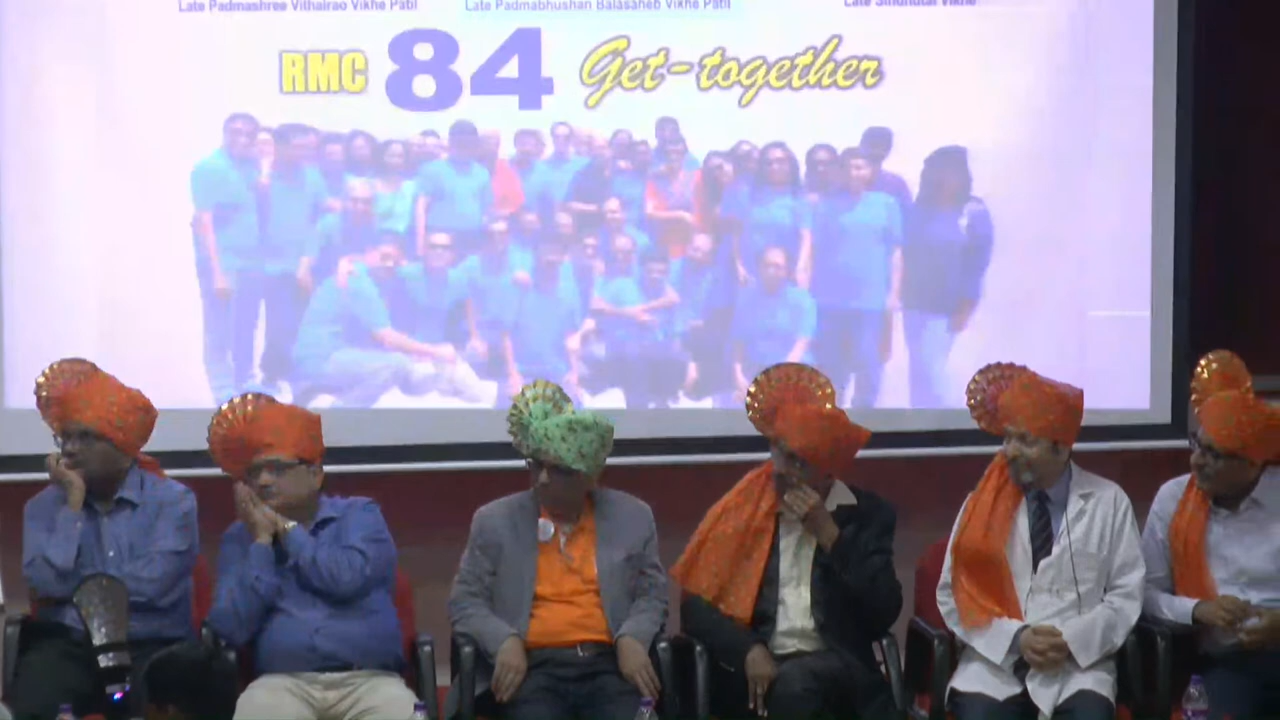 Late Padmashree Vithalrao Vikhe Patil
Late Padmabhushan Balasaheb Vikhe Patil
Late Sindhutai Vikhe
RMC 84 Get-together